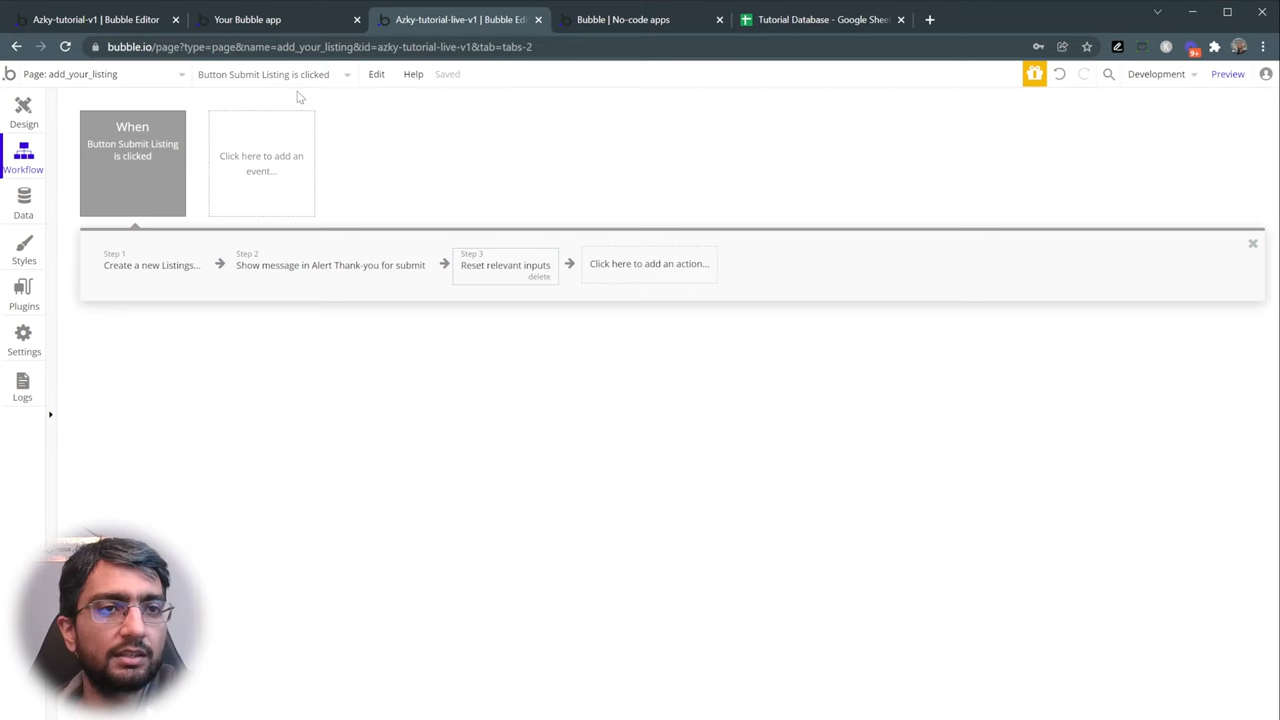 Azky-tutorial-v1 | Bubble Editor
Your Bubble app
Azky-tutorial-live-v1 | Bubble Edi
Bubble | No-code apps
Tutorial Database - Google Shee
bubble.io/page?type=page&name=add_your_listing&id=azky-tutorial-live-v1&tab=tabs-2
9+
Page: add_your_listing
Button Submit Listing is clicked
Edit
Help
Saved
Development
Preview
Design
Workflow
Data
Styles
Plugins
Settings
Logs
When
Button Submit Listing
is clicked
Click here to add an
event...
Step 1
Create a new Listings...
Step 2
Show message in Alert Thank-you for submit
Step 3
Reset relevant inputs
delete
Click here to add an action...